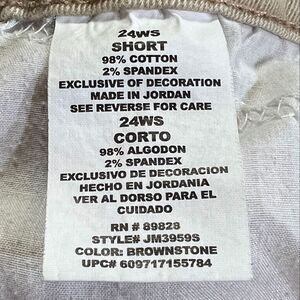 24WS
SHORT
98% COTTON
2% SPANDEX
EXCLUSIVE OF DECORATION
MADE IN JORDAN
SEE REVERSE FOR CARE
24WS
CORTO
98% ALGODON
2% SPANDEX
EXCLUSIVO DE DECORACION
HECHO EN JORDANIA
VER AL DORSO PARA EL
CUIDADO
RN # 89828
STYLE# JM3959S
COLOR: BROWNSTONE
UPC# 609717155784